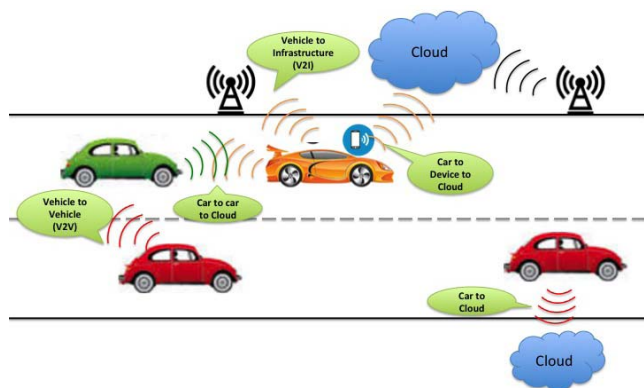 Vehicle to
Infrastructure
(V2I)
Cloud
Car to
Device to
Cloud
Car to car
to Cloud
Vehicle to
Vehicle
(V2V)
Car to
Cloud
Cloud